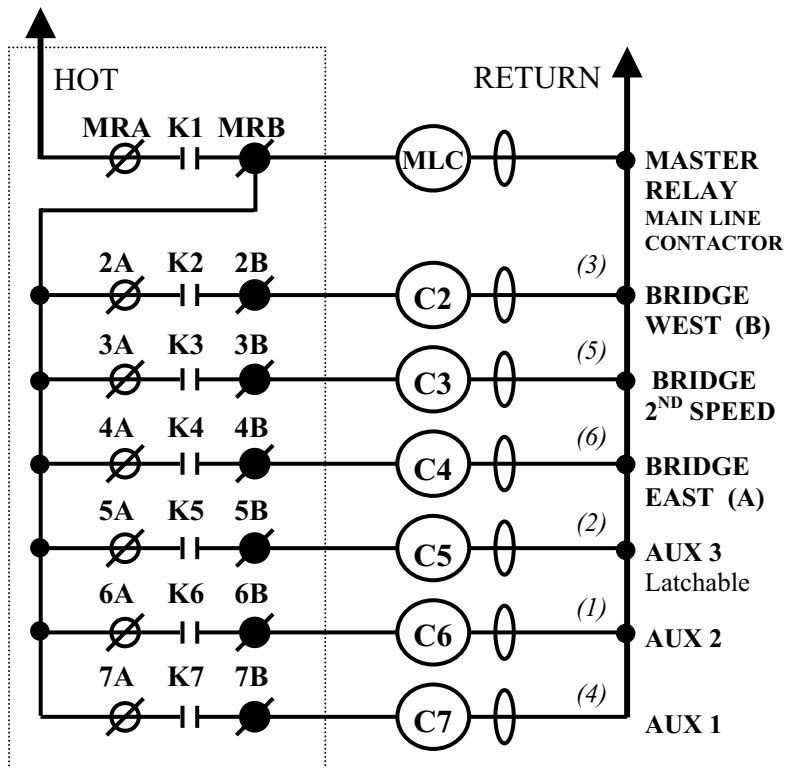 HOT
RETURN
MRA K1 MRB
MLC
MASTER
RELAY
MAIN LINE
CONTACTOR
2A K2 2B
C2
(3)
BRIDGE
WEST (B)
3A K3 3B
C3
(5)
BRIDGE
2ND SPEED
4A K4 4B
C4
(6)
BRIDGE
EAST (A)
5A K5 5B
C5
(2)
AUX 3
Latchable
6A K6 6B
C6
(1)
AUX 2
7A K7 7B
C7
(4)
AUX 1